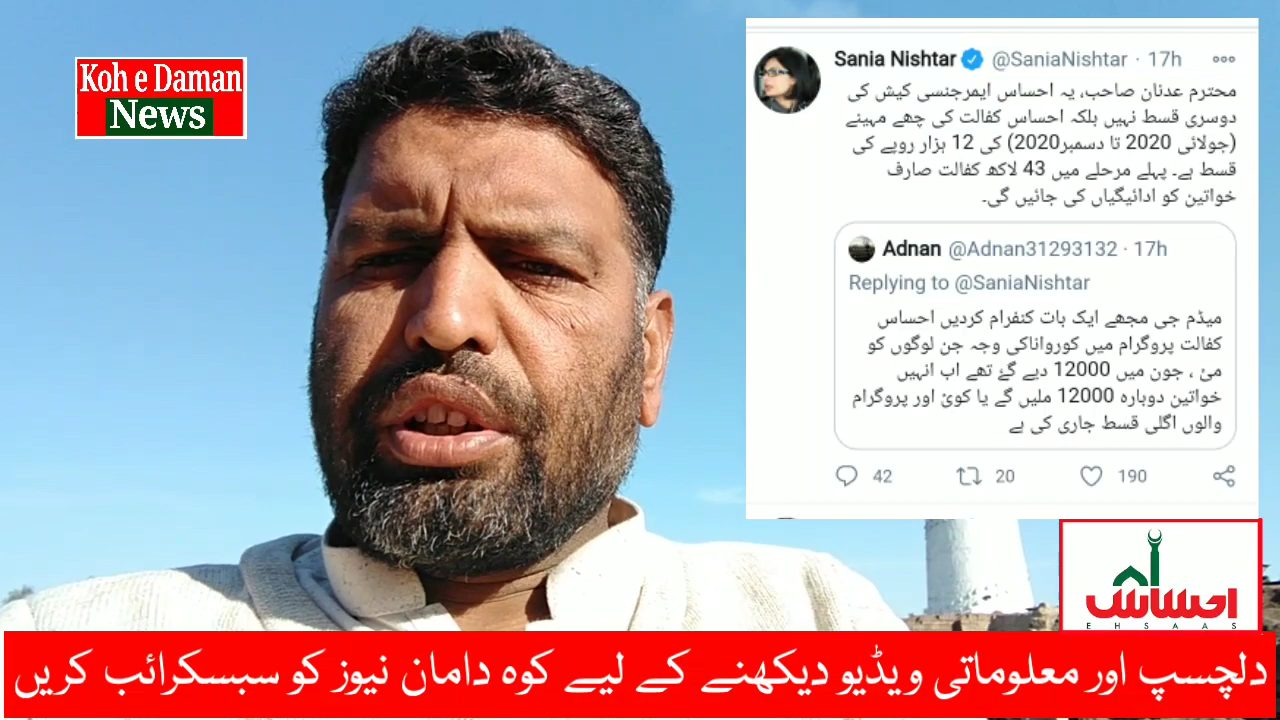 Koh e Daman
News
Sania Nishtar @SaniaNishtar · 17h
محترم عدنان صاحب، یہ احساس ایمرجنسی کیش کی
دوسری قسط نہیں بلکہ احساس کفالت کی چھے مہینے
(جولائی 2020 تا دسمبر2020) کی 12 ہزار روپے کی
قسط ہے۔ پہلے مرحلے میں 43 لاکھ کفالت صارف
خواتین کو ادائیگیاں کی جائیں گی۔
Adnan @Adnan31293132 · 17h
Replying to @SaniaNishtar
میڈم جی مجھے ایک بات کنفرام کردیں احساس
کفالت پروگرام میں کورواناکی وجہ جن لوگوں کو
مئ ، جون میں 12000 دیے گۓ تھے اب انہیں
خواتین دوبارہ 12000 ملیں گے یا کوئ اور پروگرام
والوں اگلی قسط جاری کی ہے
42 20 190
احساس
EHSAAS
دلچسپ اور معلوماتی ویڈیو دیکھنے کے لیے کوہ دامان نیوز کو سبسکرائب کریں